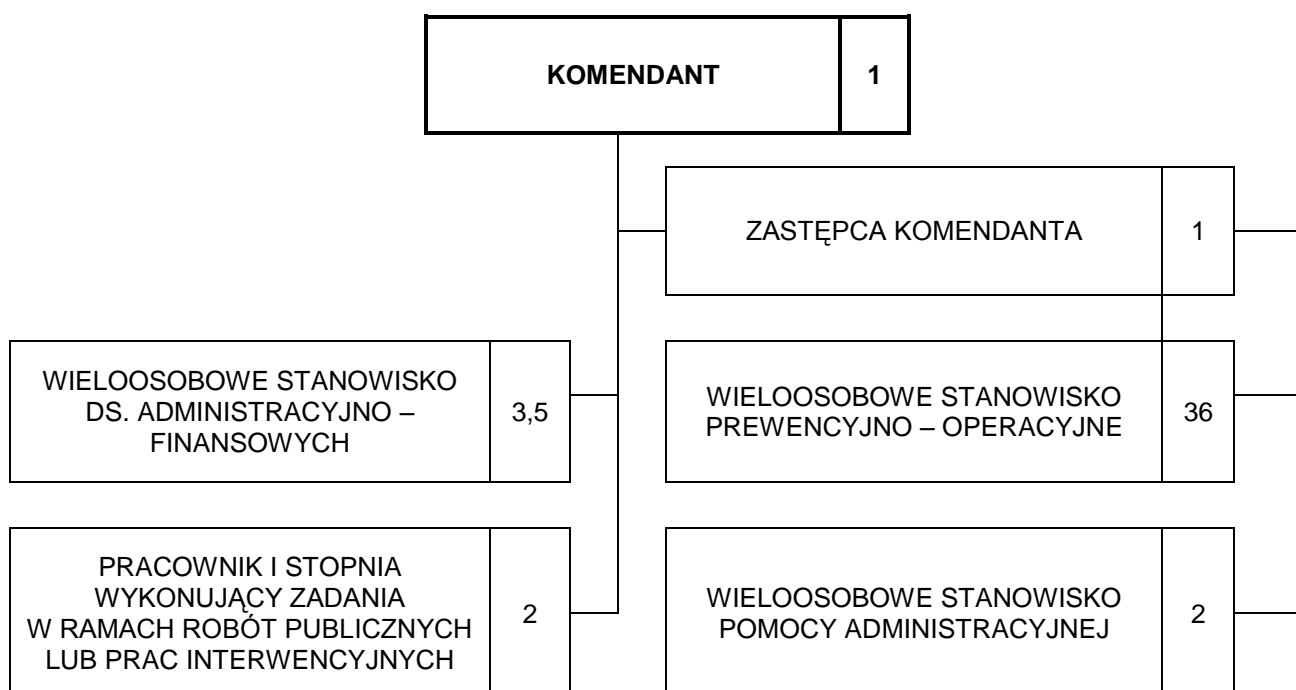 KOMENDANT
1
ZASTĘPCA KOMENDANTA
1
WIELOOSOBOWE STANOWISKO
DS. ADMINISTRACYJNO –
FINANSOWYCH
3,5
WIELOOSOBOWE STANOWISKO
PREWENCYJNO – OPERACYJNE
36
PRACOWNIK I STOPNIA
WYKONUJĄCY ZADANIA
W RAMACH ROBÓT PUBLICZNYCH
LUB PRAC INTERWENCYJNYCH
2
WIELOOSOBOWE STANOWISKO
POMOCY ADMINISTRACYJNEJ
2